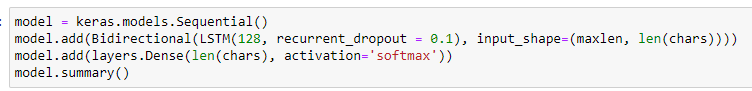 model = keras.models.Sequential()
model.add(Bidirectional(LSTM(128, recurrent_dropout = 0.1), input_shape=(maxlen, len(chars))))
model.add(layers.Dense(len(chars), activation='softmax'))
model.summary()